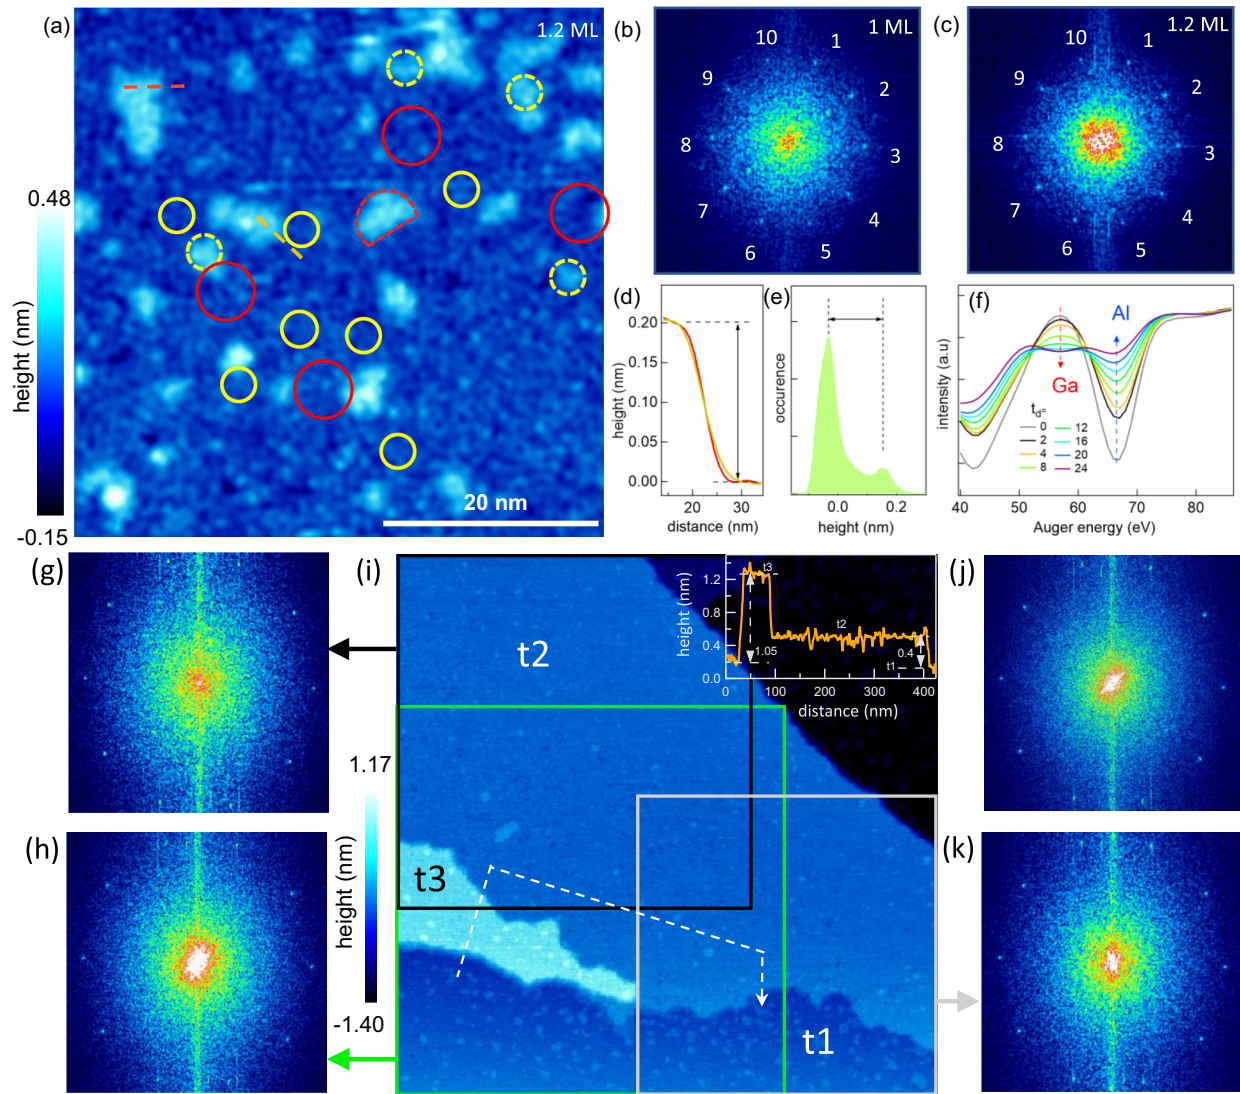 (a)
1.2 ML
0.48
height (nm)
-0.15
20 nm
(b)
1 ML
10
1
9
2
8
3
7
4
6
5
(c)
1.2 ML
10
1
9
2
8
3
7
4
6
5
(d)
0.20
0.15
0.10
0.05
0.00
height (nm)
20
30
distance (nm)
(e)
occurence
0.0
0.2
height (nm)
(f)
intensity (a.u)
Al
Ga
t_d=
0
12
2
16
4
20
8
24
40
50
60
70
80
Auger energy (eV)
(g)
(h)
1.17
height (nm)
-1.40
(i)
t2
t3
t1
height (nm)
1.2
0.8
0.4
0.0
t3
t2
1.05
0.4
t1
0
100
200
300
400
distance (nm)
(j)
(k)